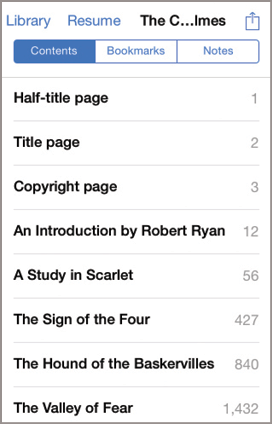 Library Resume The C...lmes
Contents Bookmarks Notes
Half-title page 1
Title page 2
Copyright page 3
An Introduction by Robert Ryan 12
A Study in Scarlet 56
The Sign of the Four 427
The Hound of the Baskervilles 840
The Valley of Fear 1,432